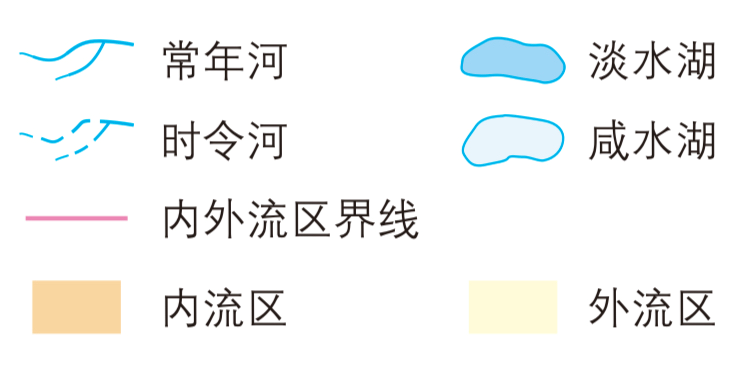 常年河
淡水湖
时令河
咸水湖
内外流区界线
内流区
外流区